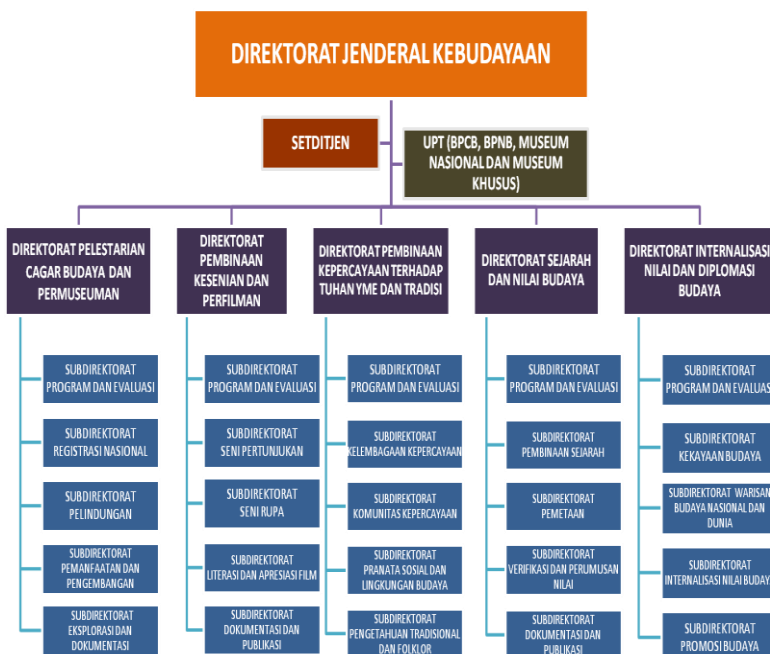 DIREKTORAT JENDERAL KEBUDAYAAN
SETDITJEN
UPT (BPCB, BPNB, MUSEUM
NASIONAL DAN MUSEUM
KHUSUS)
DIREKTORAT PELESTARIAN
CAGAR BUDAYA DAN
PERMUSEUMAN
DIREKTORAT
PEMBINAAN
KESENIAN DAN
PERFILMAN
DIREKTORAT PEMBINAAN
KEPERCAYAAN TERHADAP
TUHAN YME DAN TRADISI
DIREKTORAT SEJARAH
DAN NILAI BUDAYA
DIREKTORAT INTERNALISASI
NILAI DAN DIPLOMASI
BUDAYA
SUBDIREKTORAT
PROGRAM DAN EVALUASI
SUBDIREKTORAT
REGISTRASI NASIONAL
SUBDIREKTORAT
PELINDUNGAN
SUBDIREKTORAT
PEMANFAATAN DAN
PENGEMBANGAN
SUBDIREKTORAT
EKSPLORASI DAN
DOKUMENTASI
SUBDIREKTORAT
PROGRAM DAN EVALUASI
SUBDIREKTORAT
SENI PERTUNJUKAN
SUBDIREKTORAT
SENI RUPA
SUBDIREKTORAT
LITERASI DAN APRESIASI FILM
SUBDIREKTORAT
DOKUMENTASI DAN
PUBLIKASI
SUBDIREKTORAT
PROGRAM DAN EVALUASI
SUBDIREKTORAT
KELEMBAGAAN KEPERCAYAAN
SUBDIREKTORAT
KOMUNITAS KEPERCAYAAN
SUBDIREKTORAT
PRANATA SOSIAL DAN
LINGKUNGAN BUDAYA
SUBDIREKTORAT
PENGETAHUAN TRADISIONAL
DAN FOLKLOR
SUBDIREKTORAT
PROGRAM DAN EVALUASI
SUBDIREKTORAT
PEMBINAAN SEJARAH
SUBDIREKTORAT
PEMETAAN
SUBDIREKTORAT
VERIFIKASI DAN PERUMUSAN
NILAI
SUBDIREKTORAT
DOKUMENTASI DAN
PUBLIKASI
SUBDIREKTORAT
PROGRAM DAN EVALUAS
SUBDIREKTORAT
KEKAYAAN BUDAYA
SUBDIREKTORAT WARISAN
BUDAYA NASIONAL DAN
DUNIA
SUBDIREKTORAT
INTERNALISASI NILAI BUDAY
SUBDIREKTORAT
PROMOSI BUDAYA